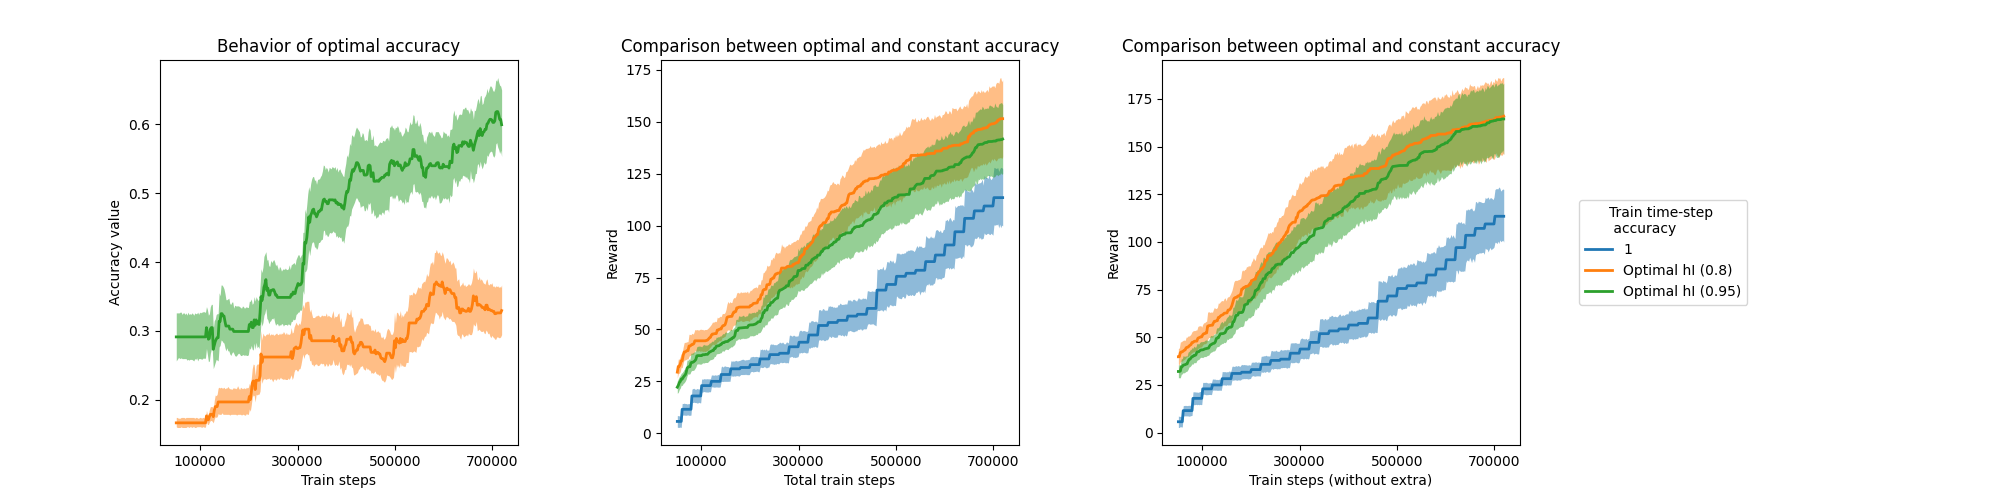 Behavior of optimal accuracy
Accuracy value
0.6
0.5
0.4
0.3
0.2
100000 300000 500000 700000
Train steps
Comparison between optimal and constant accuracy
Reward
175
150
125
100
75
50
25
0
100000 300000 500000 700000
Total train steps
Comparison between optimal and constant accuracy
Reward
175
150
125
100
75
50
25
0
100000 300000 500000 700000
Train steps (without extra)
Train time-step
accuracy
1
Optimal hI (0.8)
Optimal hI (0.95)